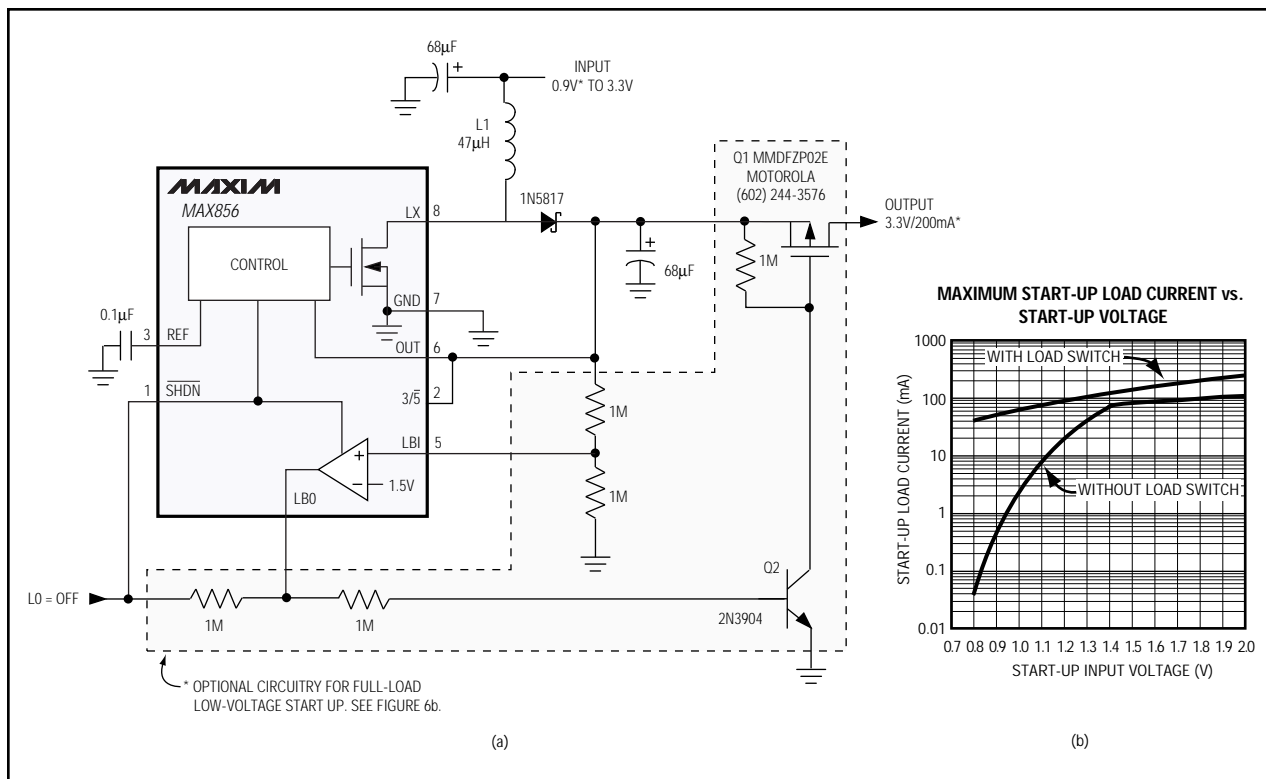 68µF
+
INPUT
0.9V* TO 3.3V
L1
47µH
Q1 MMDFZP02E
MOTOROLA
(602) 244-3576
MAXIM
MAX856
LX
8
1N5817
OUTPUT
3.3V/200mA*
CONTROL
+
68µF
1M
GND
7
0.1µF
3
REF
OUT
6
1
SHDN
3/5
2
1M
LBI
5
+
−
1.5V
LB0
1M
Q2
L0 = OFF
1M
1M
2N3904
* OPTIONAL CIRCUITRY FOR FULL-LOAD
LOW-VOLTAGE START UP. SEE FIGURE 6b.
(a)
MAXIMUM START-UP LOAD CURRENT vs.
START-UP VOLTAGE
START-UP LOAD CURRENT (mA)
1000
100
10
1
0.1
0.01
WITH LOAD SWITCH
WITHOUT LOAD SWITCH
0.7 0.8 0.9 1.0 1.1 1.2 1.3 1.4 1.5 1.6 1.7 1.8 1.9 2.0
START-UP INPUT VOLTAGE (V)
(b)